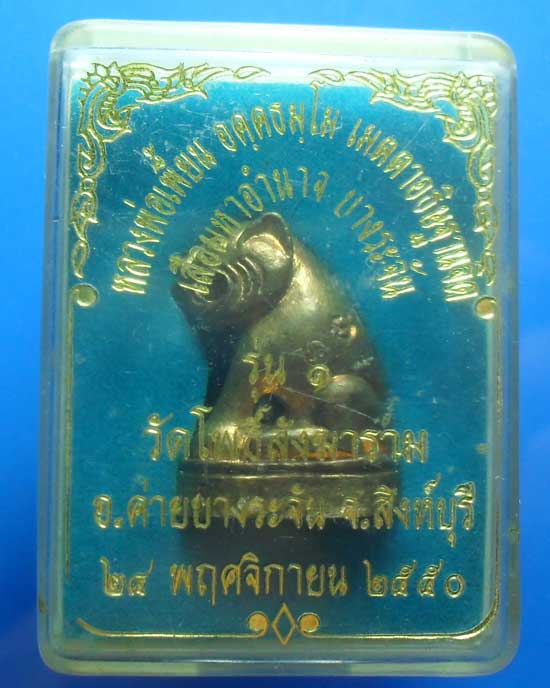 หลวงพ่อเพี้ยน อคฺคธมฺโม เมตตาอธิษฐานจิต
เสือมหาอำนาจ บางระจัน
รุ่น ๑
วัดโพธิ์สังฆาราม
อ.ค่ายบางระจัน จ.สิงห์บุรี
๒๔ พฤศจิกายน ๒๕๕๐